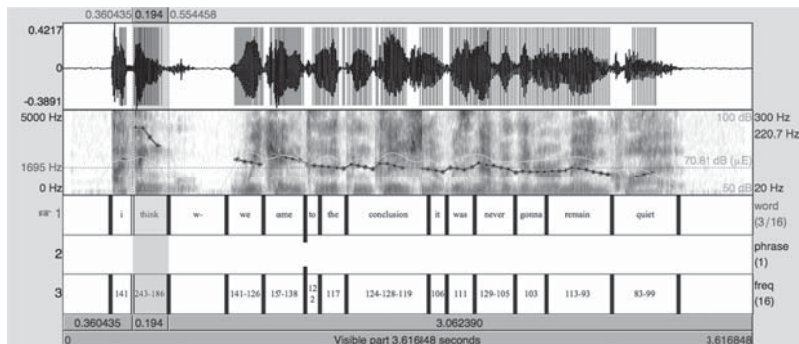 0.360435 0.194 0.554458
0.4217
0
-0.3891
5000 Hz 100 dB 300 Hz
220.7 Hz
1695 Hz 70.81 dB (µE)
0 Hz 50 dB 20 Hz
1 i think w- we came to the conclusion it was never gonna remain quiet word
(3/16)
2 phrase
(1)
3 141 243-186 141-126 157-138 122 117 124-128-119 106 111 129-105 103 113-93 83-99 freq
(16)
0.360435 0.194 3.062390
0 Visible part 3.616848 seconds 3.616848